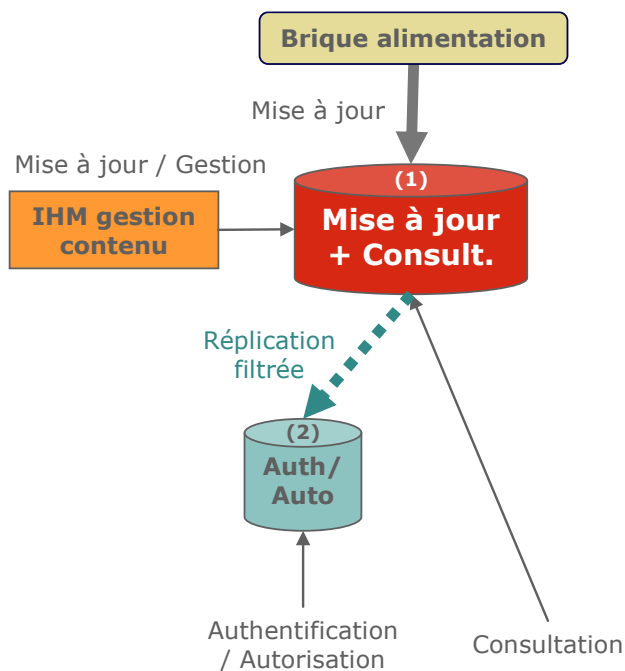 Brique alimentation
Mise à jour
Mise à jour / Gestion
(1)
IHM gestion
contenu
Mise à jour
+ Consult.
Réplication
filtrée
(2)
Auth/
Auto
Authentification
/ Autorisation
Consultation